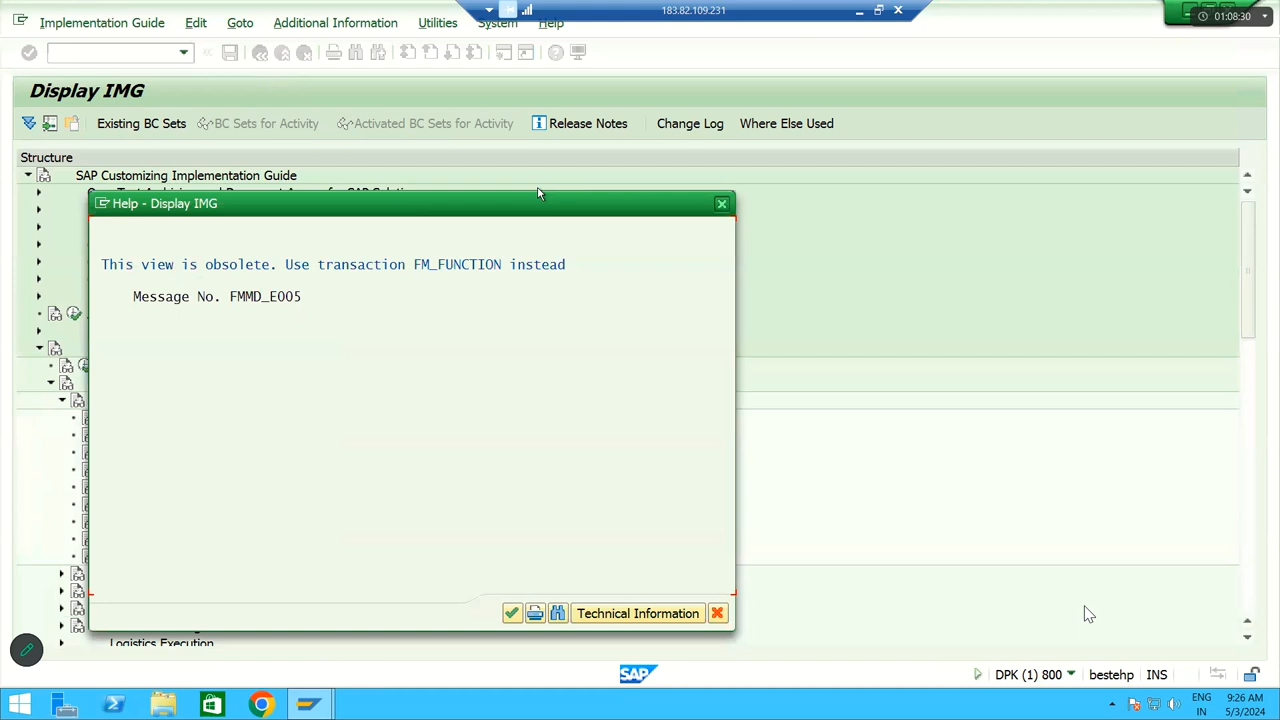 183.82.109.231
01:08:30
Implementation Guide Edit Goto Additional Information Utilities System Help
Display IMG
Existing BC Sets BC Sets for Activity Activated BC Sets for Activity Release Notes Change Log Where Else Used
Structure
SAP Customizing Implementation Guide
Help - Display IMG
This view is obsolete. Use transaction FM_FUNCTION instead
Message No. FMMD_E005
Technical Information
Logistics Execution
SAP
DPK (1) 800 bestehp INS
ENG 9:26 AM
IN 5/3/2024